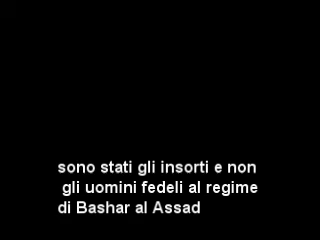 sono stati gli insorti e non
gli uomini fedeli al regime
di Bashar al Assad